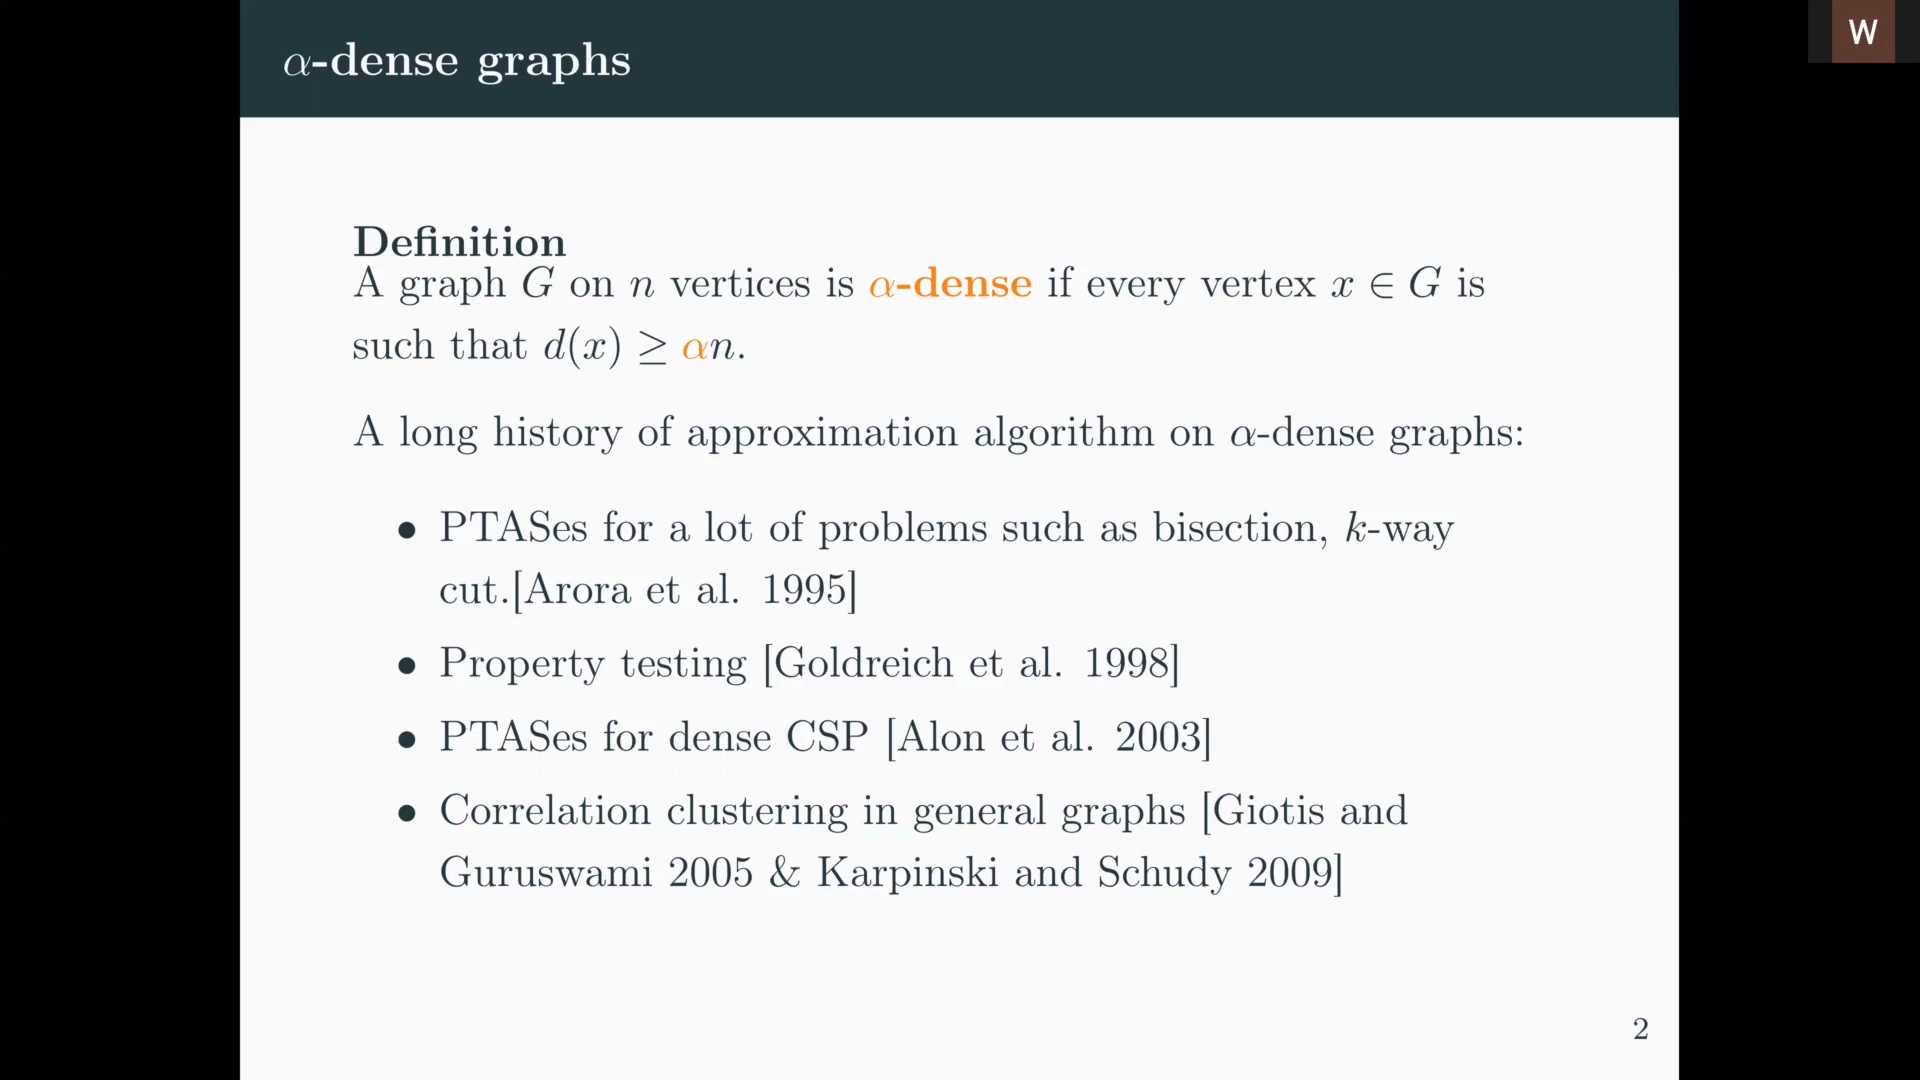 α-dense graphs
W
Definition
A graph G on n vertices is α-dense if every vertex x ∈ G is
such that d(x) ≥ αn.
A long history of approximation algorithm on α-dense graphs:
• PTASes for a lot of problems such as bisection, k-way
cut.[Arora et al. 1995]
• Property testing [Goldreich et al. 1998]
• PTASes for dense CSP [Alon et al. 2003]
• Correlation clustering in general graphs [Giotis and
Guruswami 2005 & Karpinski and Schudy 2009]
2